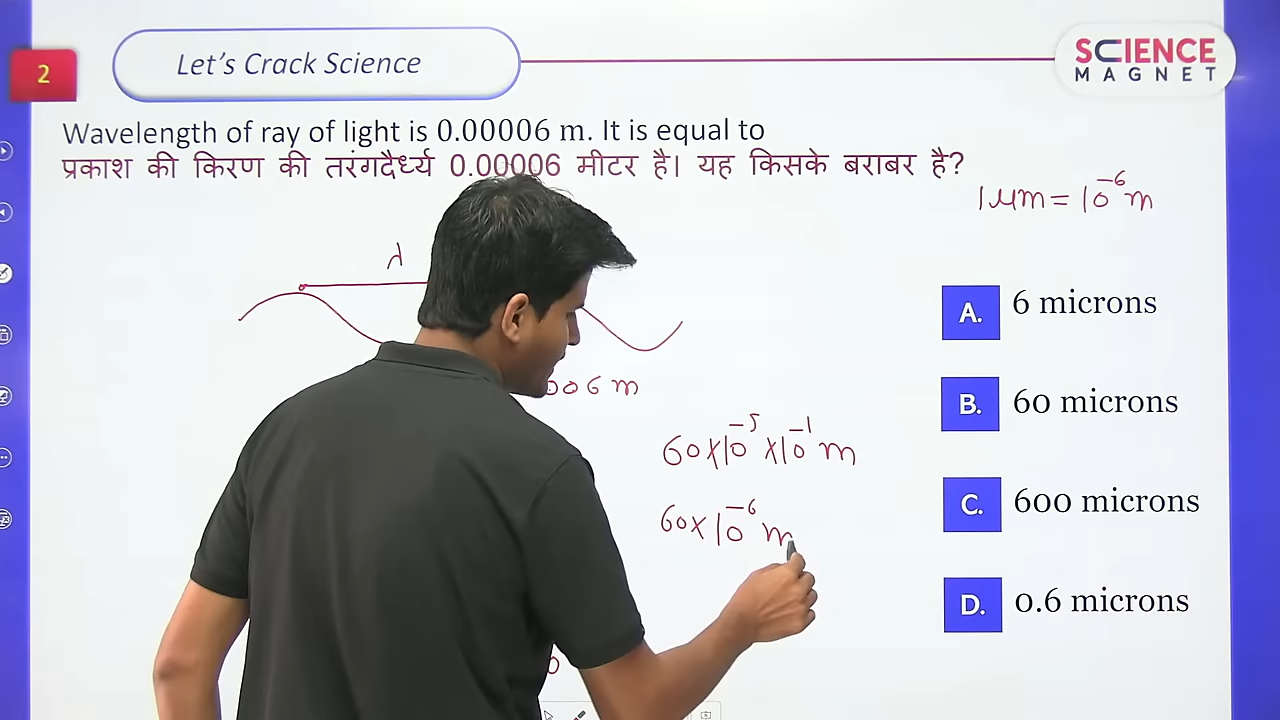 2
Let's Crack Science
SCIENCE
MAGNET
Wavelength of ray of light is 0.00006 m. It is equal to
प्रकाश की किरण की तरंगदैर्ध्य 0.00006 मीटर है। यह किसके बराबर है?
1μm = 10⁻⁶ m
λ
006 m
60×10⁻⁵ ×10⁻¹ m
60×10⁻⁶ m
A. 6 microns
B. 60 microns
C. 600 microns
D. 0.6 microns